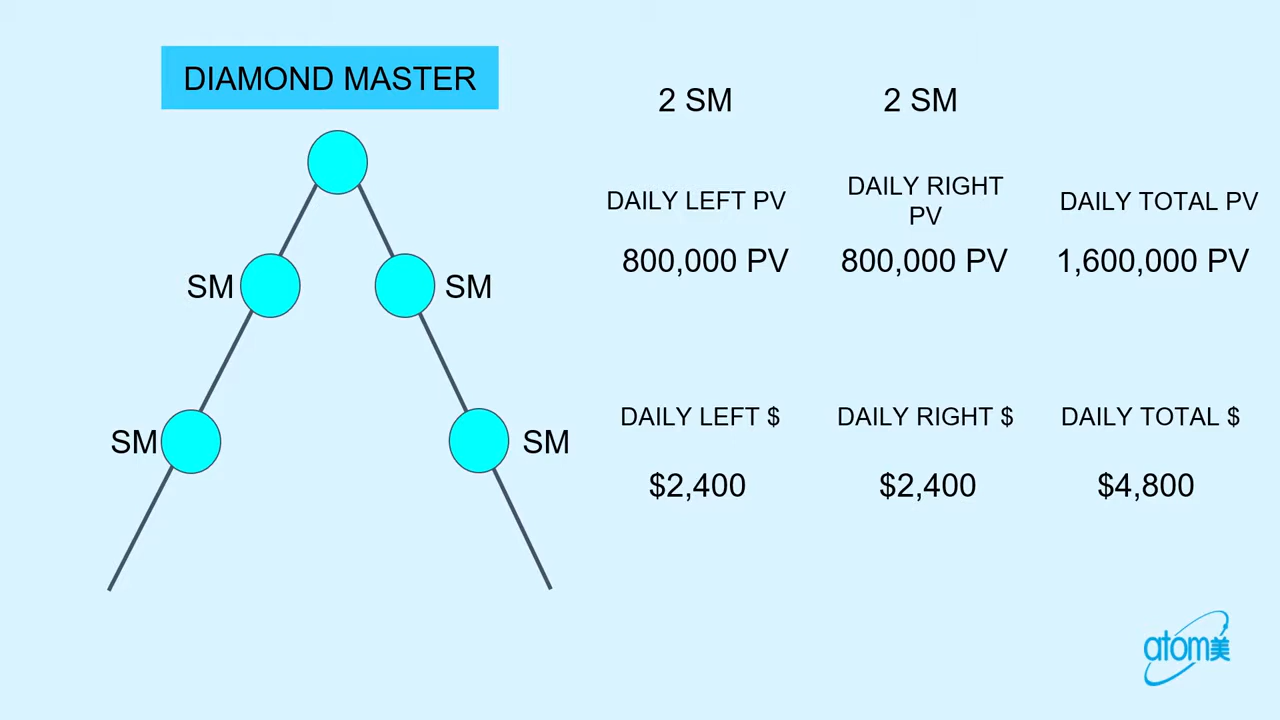 DIAMOND MASTER
2 SM
2 SM
DAILY LEFT PV
DAILY RIGHT
PV
DAILY TOTAL PV
800,000 PV
800,000 PV
1,600,000 PV
SM
SM
DAILY LEFT $
DAILY RIGHT $
DAILY TOTAL $
SM
SM
$2,400
$2,400
$4,800
atom美